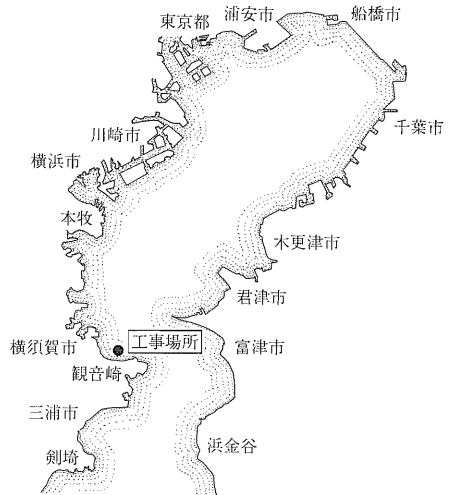 浦安市
船橋市
東京都
千葉市
川崎市
横浜市
本牧
木更津市
君津市
工事場所
横須賀市
富津市
観音崎
三浦市
浜金谷
剣埼